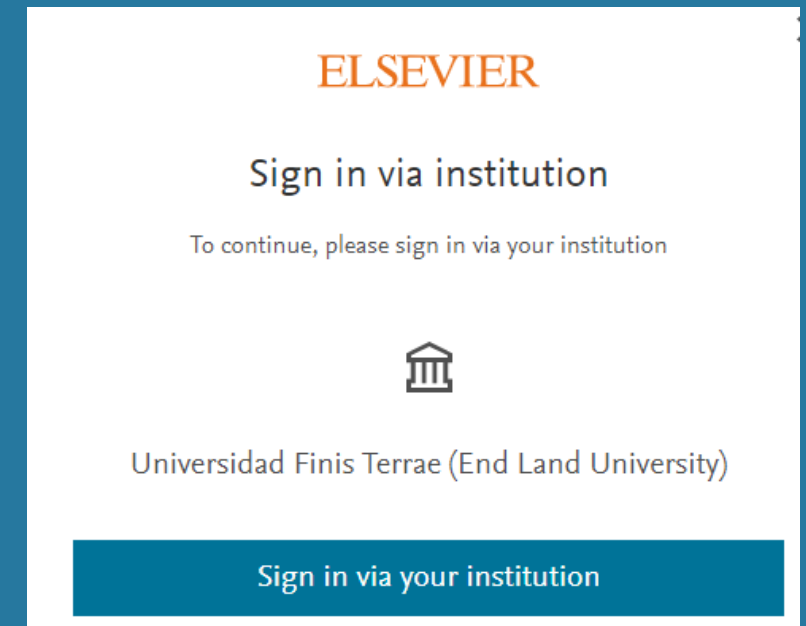 ELSEVIER
Sign in via institution
To continue, please sign in via your institution
Universidad Finis Terrae (End Land University)
Sign in via your institution